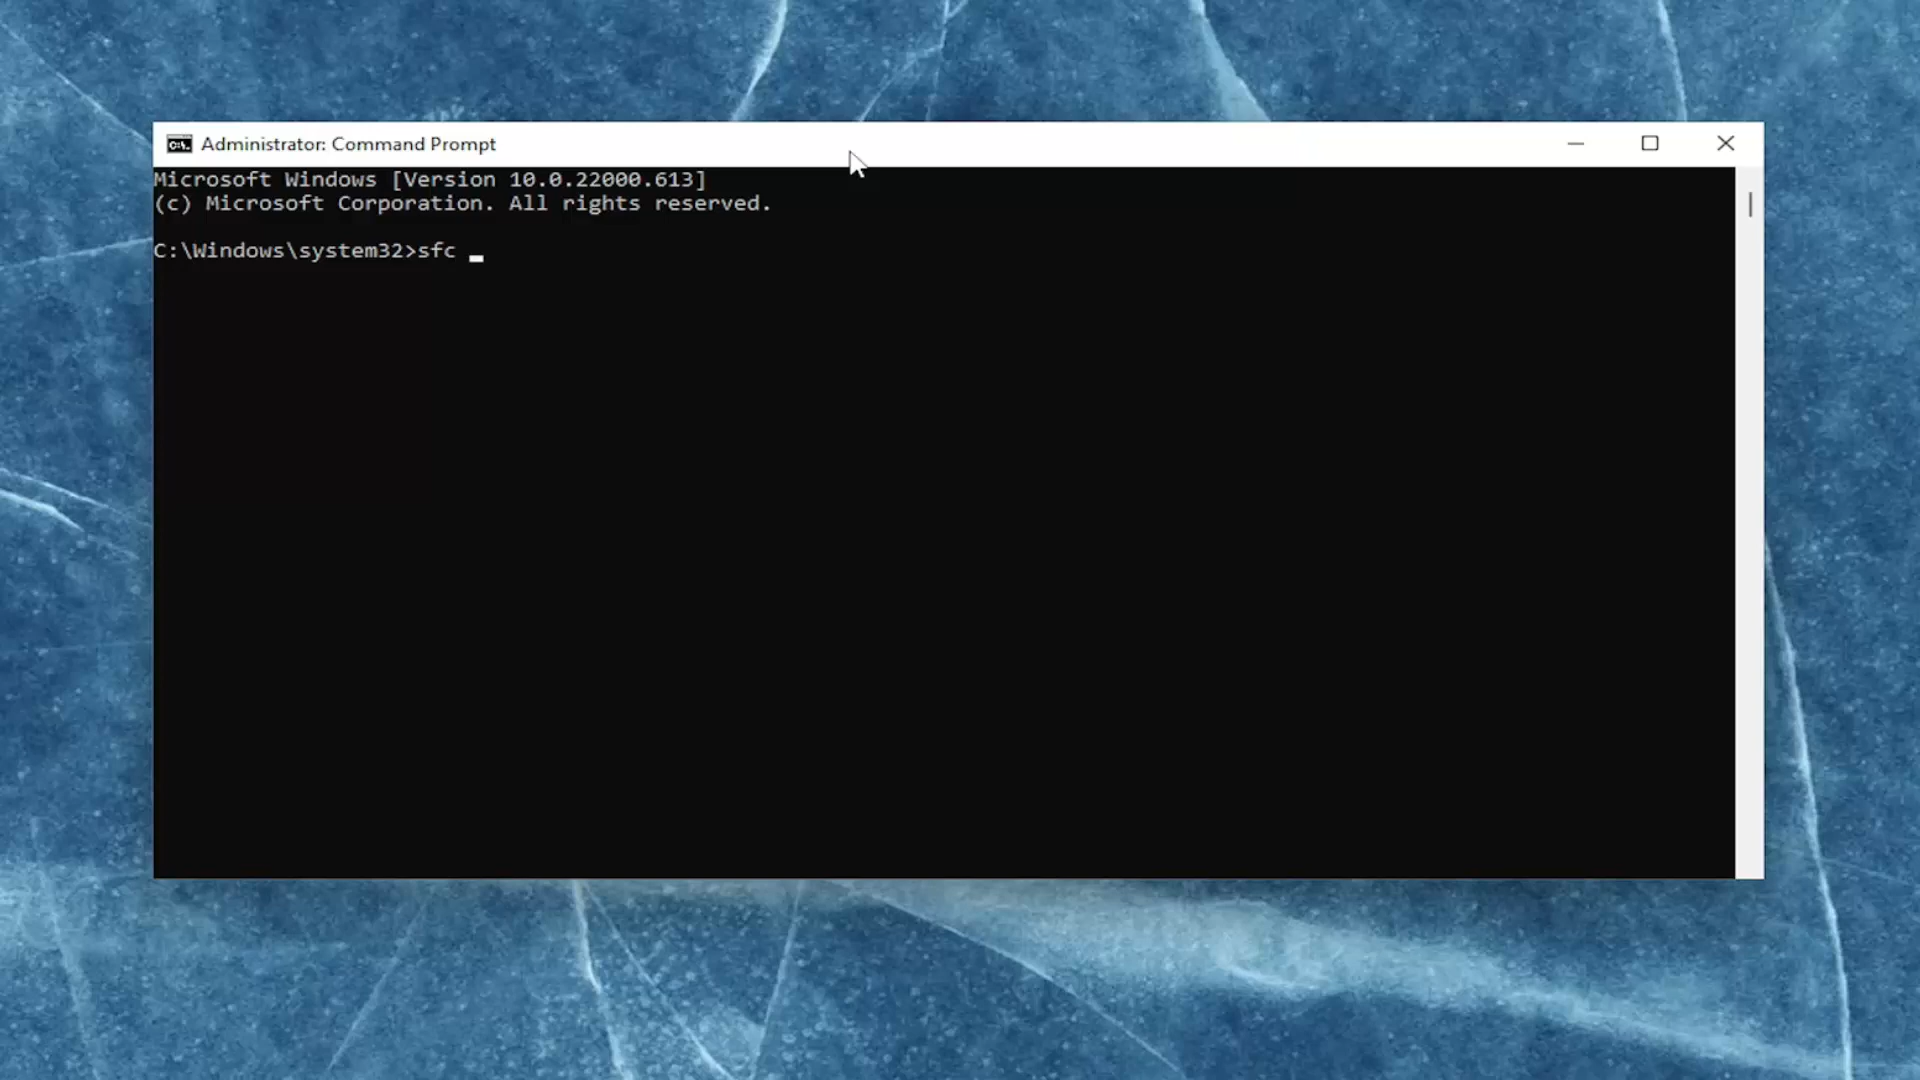 Administrator: Command Prompt
Microsoft Windows [Version 10.0.22000.613]
(c) Microsoft Corporation. All rights reserved.
C:\Windows\system32>sfc